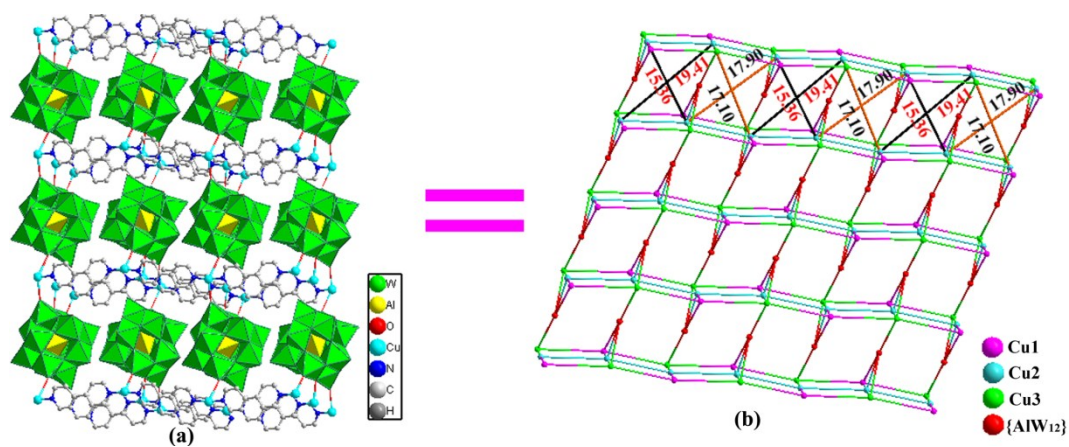 W
Al
O
Cu
N
C
H
(a)
15.36
19.41
17.10
17.90
15.36
19.41
17.10
17.90
15.36
19.41
17.10
17.90
Cu1
Cu2
Cu3
{AlW₁₂}
(b)